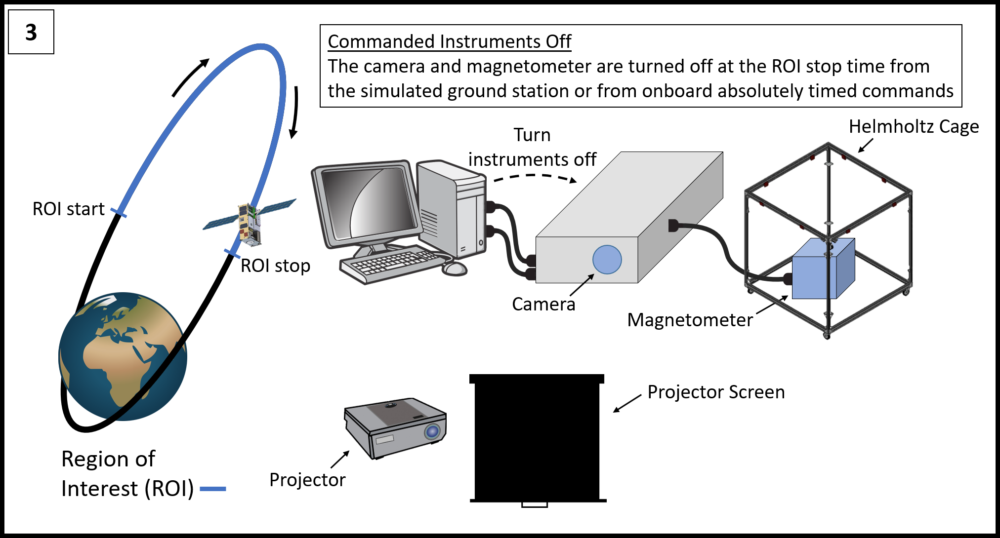 3
Commanded Instruments Off
The camera and magnetometer are turned off at the ROI stop time from
the simulated ground station or from onboard absolutely timed commands
Helmholtz Cage
Turn
instruments off
ROI start
ROI stop
Camera
Magnetometer
Projector Screen
Projector
Region of
Interest (ROI)